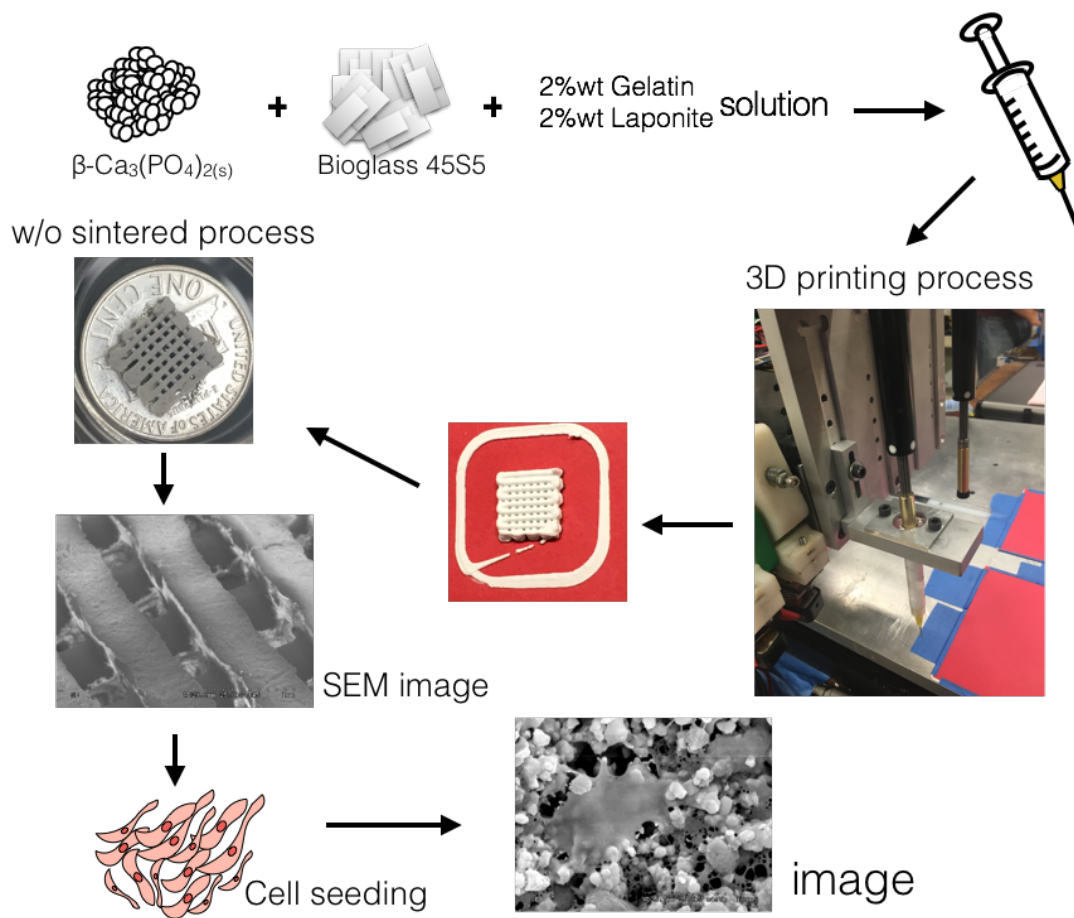 2%wt Gelatin
2%wt Laponite solution
β-Ca₃(PO₄)₂(s)
Bioglass 45S5
w/o sintered process
3D printing process
UNITED STATES OF AMERICA
ONE CENT
SEM image
Cell seeding
image